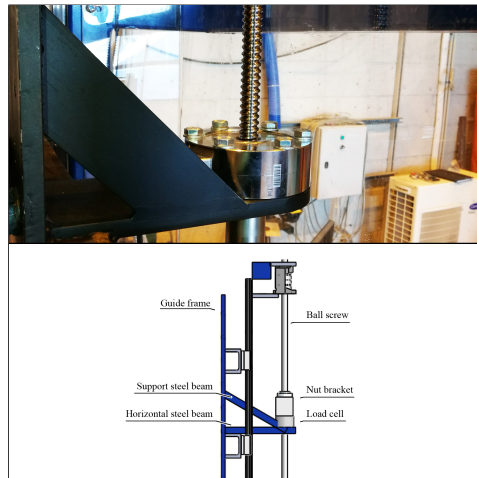 Guide frame
Ball screw
Support steel beam
Nut bracket
Horizontal steel beam
Load cell